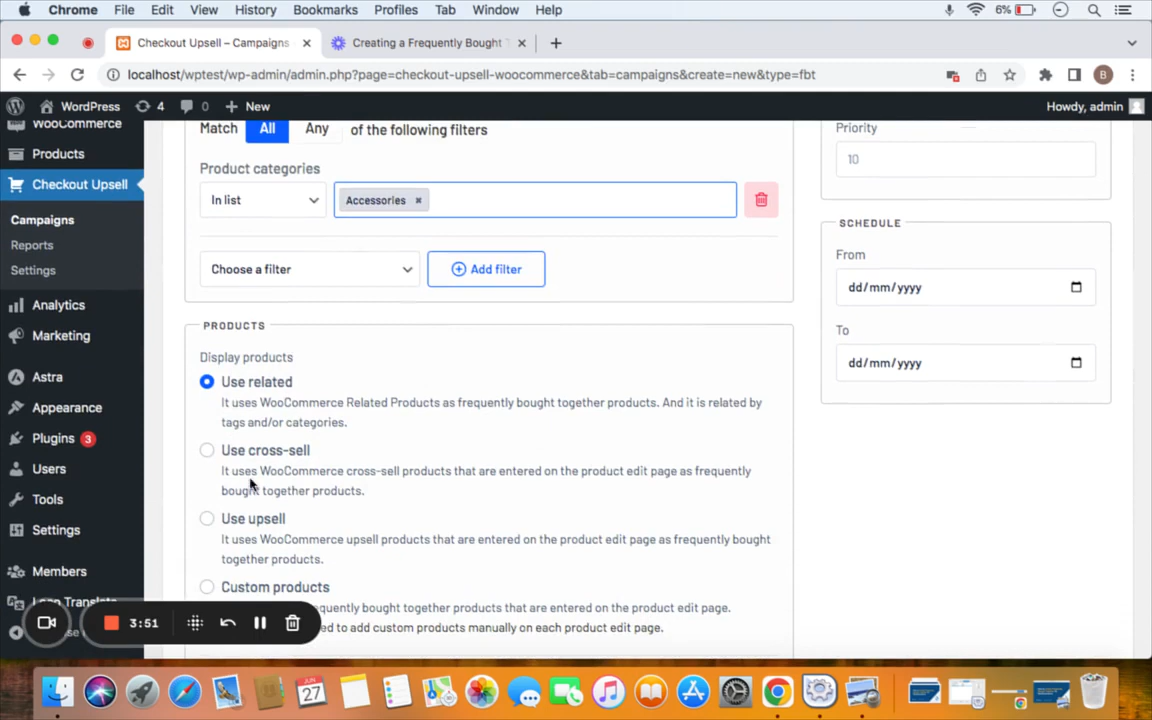 Chrome File Edit View History Bookmarks Profiles Tab Window Help 6%
Checkout Upsell – Campaigns
Creating a Frequently Bought T
localhost/wptest/wp-admin/admin.php?page=checkout-upsell-woocommerce&tab=campaigns&create=new&type=fbt B
WordPress 4 0 New Howdy, admin
WooCommerce
Products
Checkout Upsell
Campaigns
Reports
Settings
Analytics
Marketing
Astra
Appearance
Plugins 3
Users
Tools
Settings
Members
Match All Any of the following filters
Product categories
In list Accessories ×
Choose a filter Add filter
PRODUCTS
Display products
Use related
It uses WooCommerce Related Products as frequently bought together products. And it is related by
tags and/or categories.
Use cross-sell
It uses WooCommerce cross-sell products that are entered on the product edit page as frequently
bought together products.
Use upsell
It uses WooCommerce upsell products that are entered on the product edit page as frequently bought
together products.
Custom products
equently bought together products that are entered on the product edit page.
ed to add custom products manually on each product edit page.
Priority
10
SCHEDULE
From
dd/mm/yyyy
To
dd/mm/yyyy
3:51
JUN
27